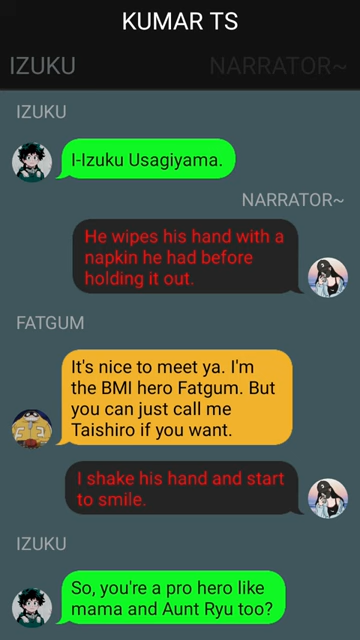 KUMAR TS
IZUKU NARRATOR~
IZUKU
I-Izuku Usagiyama.
NARRATOR~
He wipes his hand with a
napkin he had before
holding it out.
FATGUM
It's nice to meet ya. I'm
the BMI hero Fatgum. But
you can just call me
Taishiro if you want.
I shake his hand and start
to smile.
IZUKU
So, you're a pro hero like
mama and Aunt Ryu too?